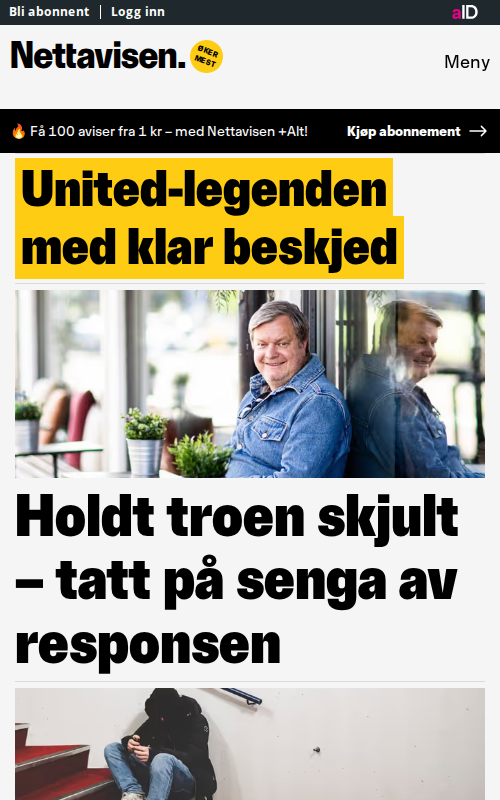 Bli abonnent
Logg inn
aID
Nettavisen.
ØKER
MEST
Meny
🔥 Få 100 aviser fra 1 kr – med Nettavisen +Alt!
Kjøp abonnement →
United-legenden
med klar beskjed
Holdt troen skjult
– tatt på senga av
responsen